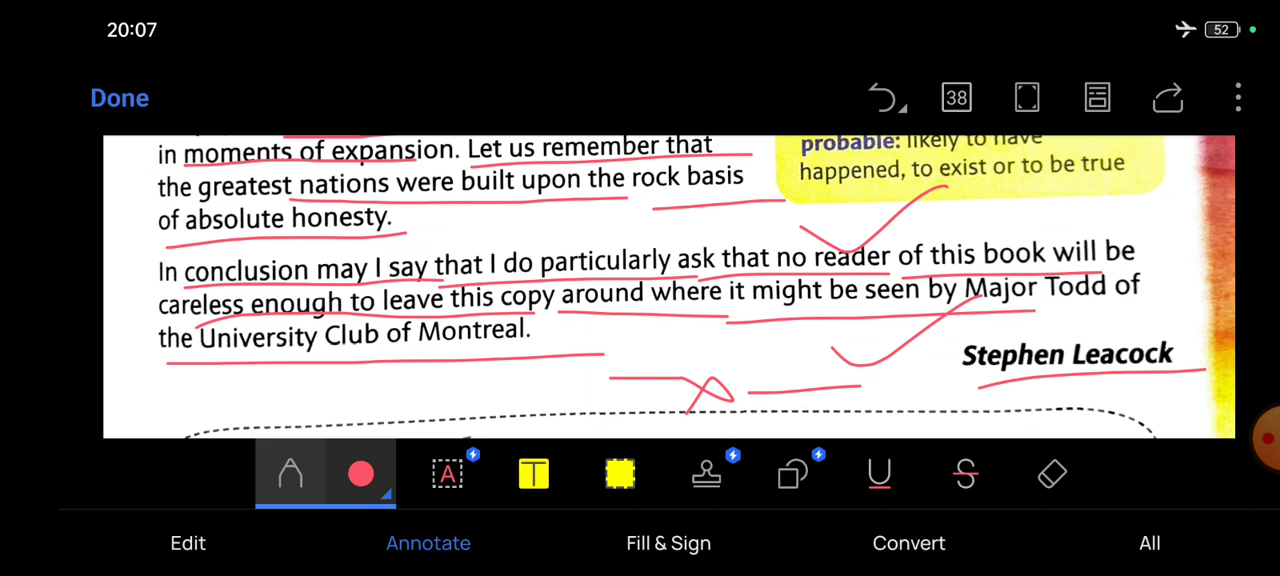 20:07
52
Done
38
in moments of expansion. Let us remember that
the greatest nations were built upon the rock basis
of absolute honesty.
probable: likely to have
happened, to exist or to be true
In conclusion may I say that I do particularly ask that no reader of this book will be
careless enough to leave this copy around where it might be seen by Major Todd of
the University Club of Montreal.
Stephen Leacock
A
T
U
S
Edit
Annotate
Fill & Sign
Convert
All